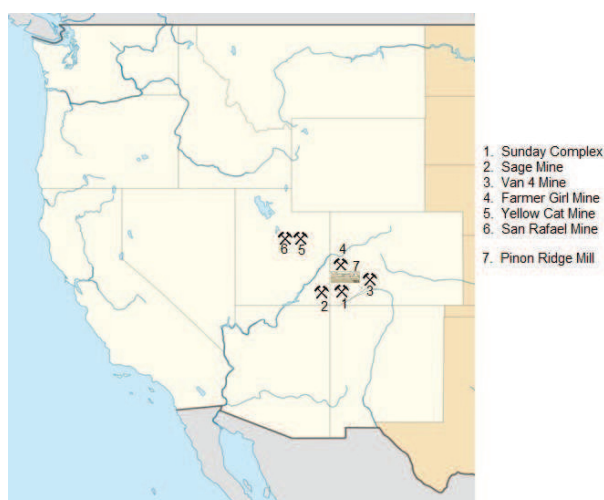 1. Sunday Complex
2. Sage Mine
3. Van 4 Mine
4. Farmer Girl Mine
5. Yellow Cat Mine
6. San Rafael Mine
7. Pinon Ridge Mill
6 5
4
7
3
2 1